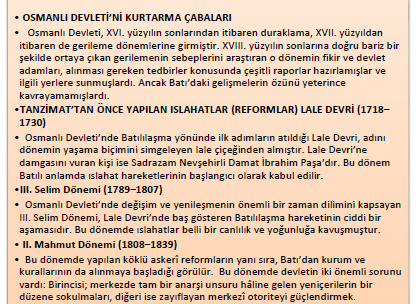 • OSMANLI DEVLETİ'Nİ KURTARMA ÇABALARI
• Osmanlı Devleti, XVI. yüzyılın sonlarından itibaren duraklama, XVII. yüzyıldan
itibaren de gerileme dönemlerine girmiştir. XVIII. yüzyılın sonlarına doğru bariz bir
şekilde ortaya çıkan gerilemenin sebeplerini araştıran o dönemin fikir ve devlet
adamları, alınması gereken tedbirler konusunda çeşitli raporlar hazırlamışlar ve
ilgili yerlere sunmuşlardı. Ancak Batı'daki gelişmelerin özünü yeterince
kavrayamamışlardı.
•TANZİMAT'TAN ÖNCE YAPILAN ISLAHATLAR (REFORMLER) LALE DEVRİ (1718–
1730)
• Osmanlı Devleti'nde Batılılaşma yönünde ilk adımların atıldığı Lale Devri, adını
dönemin yaşama biçimini simgeleyen lale çiçeğinden almıştır. Lale Devri'ne
damgasını vuran kişi ise Sadrazam Nevşehirli Damat İbrahim Paşa'dır. Bu dönem
Batılı anlamda ıslahat hareketlerinin başlangıcı olarak kabul edilir.
•III. Selim Dönemi (1789–1807)
• Osmanlı Devleti'nde değişim ve yenileşmenin önemli bir zaman dilimini kapsayan
III. Selim Dönemi, Lale Devri'nde baş gösteren Batılılaşma hareketinin ciddi bir
aşamasıdır. Bu dönemde ıslahatlar belli bir canlılık ve yoğunluğa kavuşmuştur.
• II. Mahmut Dönemi (1808–1839)
• Bu dönemde yapılan köklü askerî reformların yanı sıra, Batı'dan kurum ve
kurallarının da alınmaya başladığı görülür. Bu dönemde devletin iki önemli sorunu
vardı: Birincisi; merkezde tam bir anarşi unsuru hâline gelen yeniçerilerin bir
düzene sokulmaları, diğeri ise zayıflayan merkezî otoriteyi güçlendirmek.